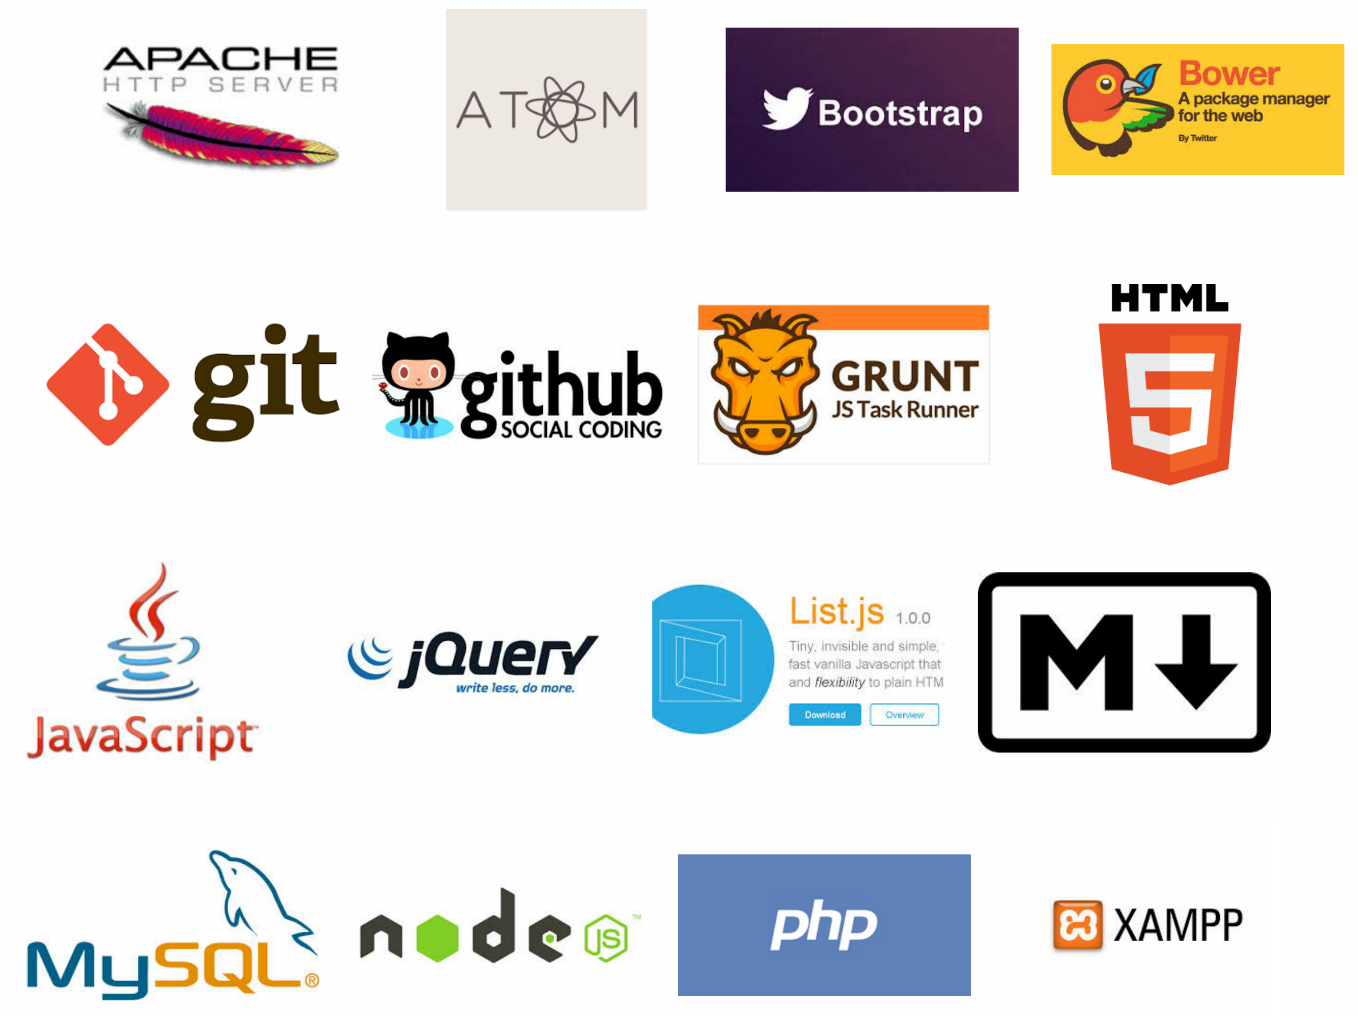 APACHE
HTTP SERVER
ATOM
Bootstrap
Bower
A package manager
for the web
By Twitter
git
github
SOCIAL CODING
GRUNT
JS Task Runner
HTML
5
JavaScript™
jQuery
write less, do more.
List.js 1.0.0
Tiny, invisible and simple,
fast vanilla Javascript that
and flexibility to plain HTM
Download Overview
M
MySQL®
node JS™
php
XAMPP